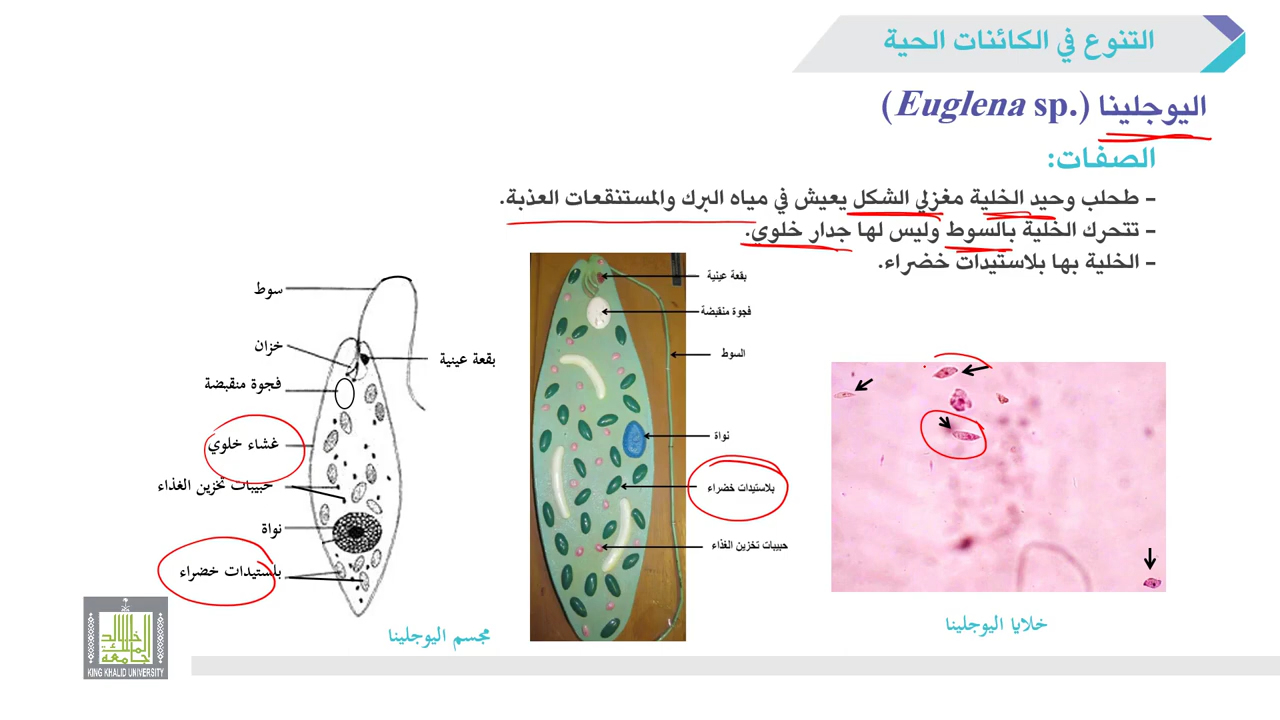 التنوع في الكائنات الحية
اليوجلينا (Euglena sp.)
الصفات:
- طحلب وحيد الخلية مغزلي الشكل يعيش في مياه البرك والمستنقعات العذبة.
- تتحرك الخلية بالسوط وليس لها جدار خلوي.
- الخلية بها بلاستيدات خضراء.
بقعة عينية
فجوة منقبضة
السوط
نواة
بلاستيدات خضراء
حبيبات تخزين الغذاء
سوط
خزان
بقعة عينية
فجوة منقبضة
غشاء خلوي
حبيبات تخزين الغذاء
نواة
بلاستيدات خضراء
خلايا اليوجلينا
مجسم اليوجلينا
جامعة الملك خالد
KING KHALID UNIVERSITY